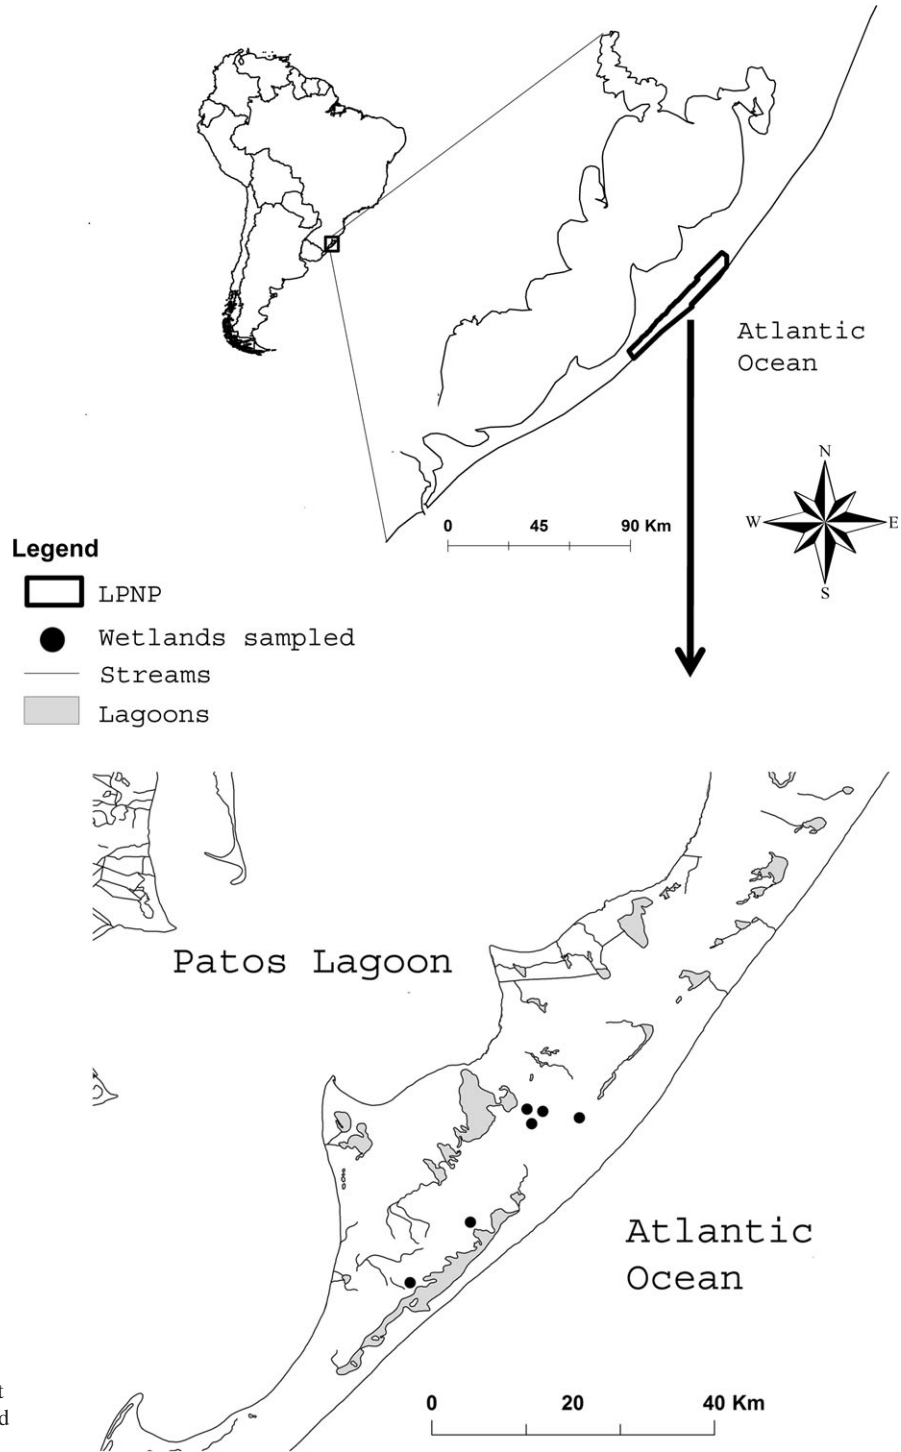 Atlantic
Ocean
N
W
E
S
0 45 90 Km
Legend
LPNP
Wetlands sampled
Streams
Lagoons
Patos Lagoon
Atlantic
Ocean
t
d
0 20 40 Km